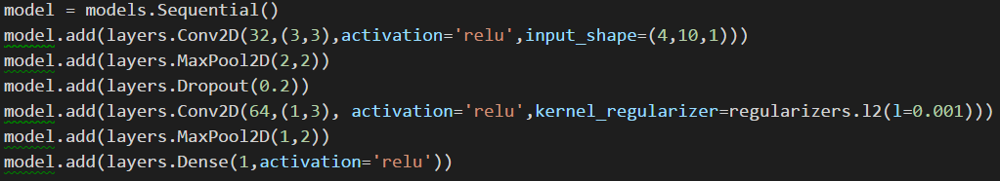 model = models.Sequential()
model.add(layers.Conv2D(32,(3,3),activation='relu',input_shape=(4,10,1)))
model.add(layers.MaxPool2D(2,2))
model.add(layers.Dropout(0.2))
model.add(layers.Conv2D(64,(1,3), activation='relu',kernel_regularizer=regularizers.l2(l=0.001)))
model.add(layers.MaxPool2D(1,2))
model.add(layers.Dense(1,activation='relu'))